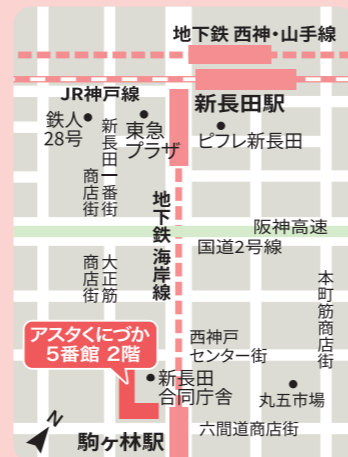 地下鉄 西神・山手線
JR神戸線
新長田駅
鉄人
28号
新長田一番街
商店街
東急
プラザ
ピフレ新長田
地下鉄 海岸線
阪神高速
国道2号線
大正筋
商店街
本町筋商店街
アスタくにづか
5番館 2階
西神戸
センター街
新長田
合同庁舎
丸五市場
六間道商店街
駒ヶ林駅
N